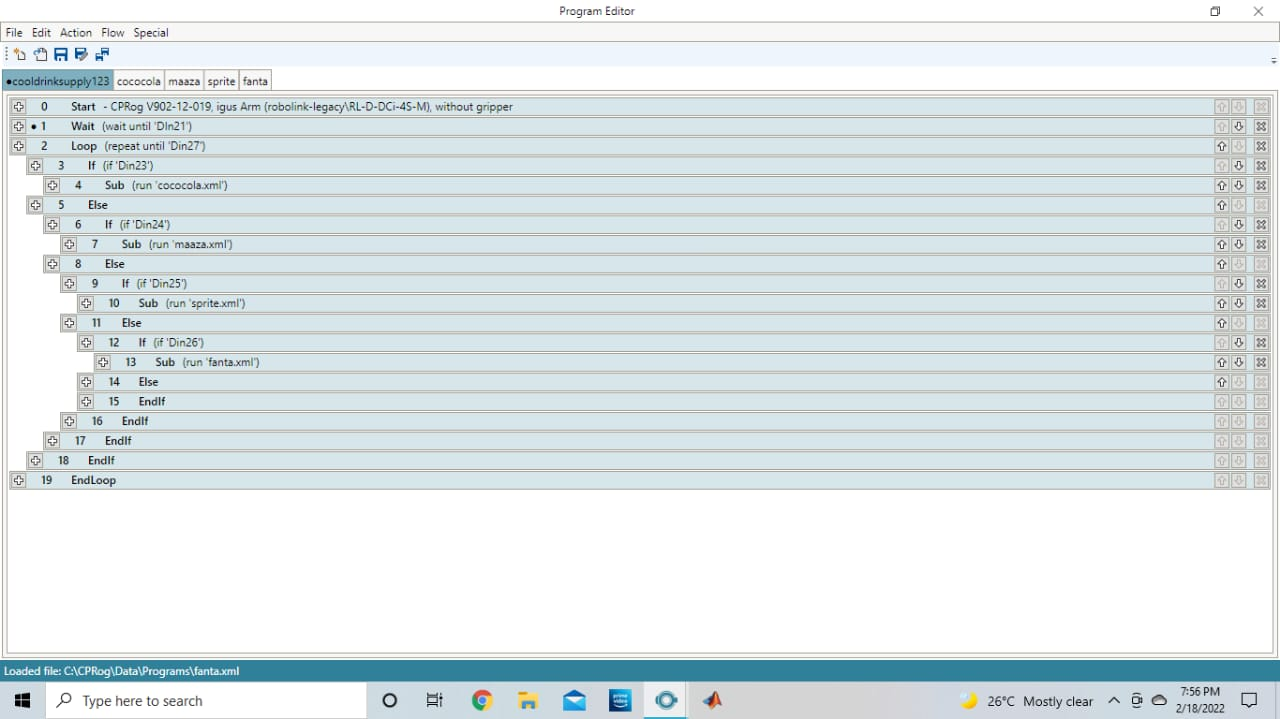 Program Editor
File Edit Action Flow Special
•cooldrinksupply123 cococola maaza sprite fanta
0 Start - CPRog V902-12-019, igus Arm (robolink-legacy\RL-D-DCi-4S-M), without gripper
• 1 Wait (wait until 'DIn21')
2 Loop (repeat until 'Din27')
3 If (if 'Din23')
4 Sub (run 'cococola.xml')
5 Else
6 If (if 'Din24')
7 Sub (run 'maaza.xml')
8 Else
9 If (if 'Din25')
10 Sub (run 'sprite.xml')
11 Else
12 If (if 'Din26')
13 Sub (run 'fanta.xml')
14 Else
15 EndIf
16 EndIf
17 EndIf
18 EndIf
19 EndLoop
Loaded file: C:\CPRog\Data\Programs\fanta.xml
Type here to search
prime video
26°C Mostly clear
7:56 PM
2/18/2022